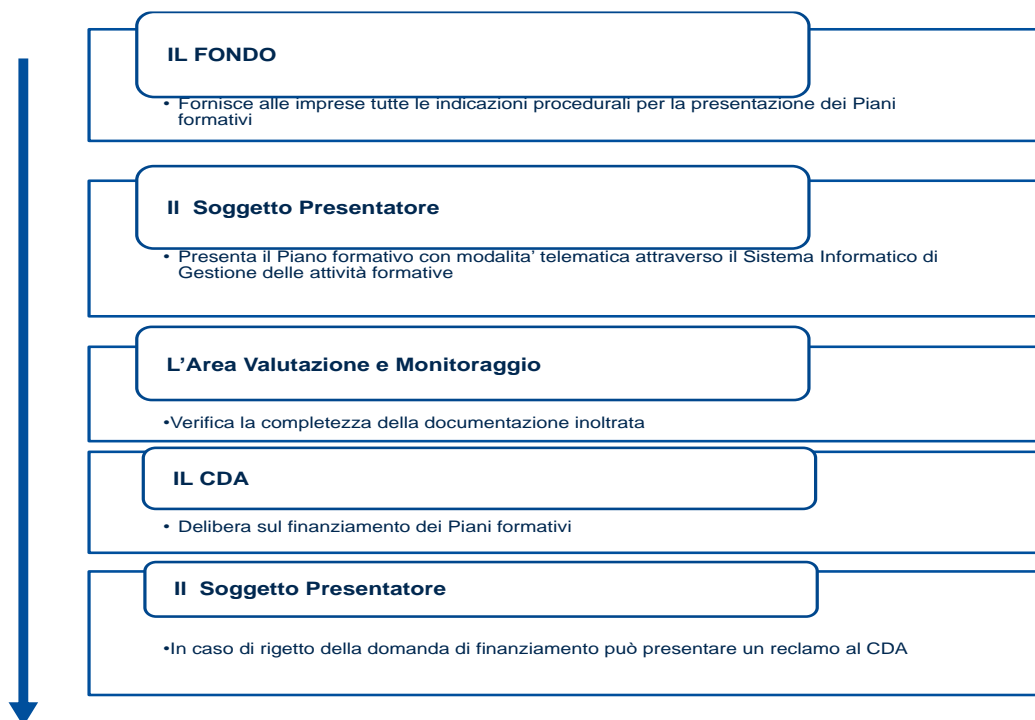 IL FONDO
• Fornisce alle imprese tutte le indicazioni procedurali per la presentazione dei Piani
formativi
Il Soggetto Presentatore
• Presenta il Piano formativo con modalita’ telematica attraverso il Sistema Informatico di
Gestione delle attività formative
L’Area Valutazione e Monitoraggio
•Verifica la completezza della documentazione inoltrata
IL CDA
• Delibera sul finanziamento dei Piani formativi
Il Soggetto Presentatore
•In caso di rigetto della domanda di finanziamento può presentare un reclamo al CDA